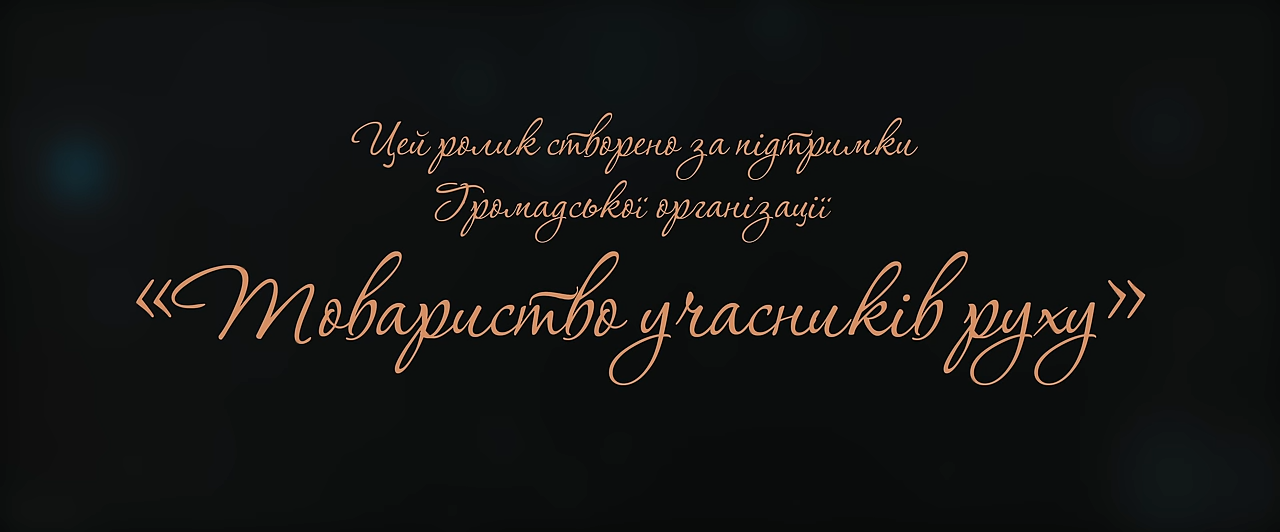 Цей ролик створено за підтримки
Громадської організації
«Товариство учасників руху»